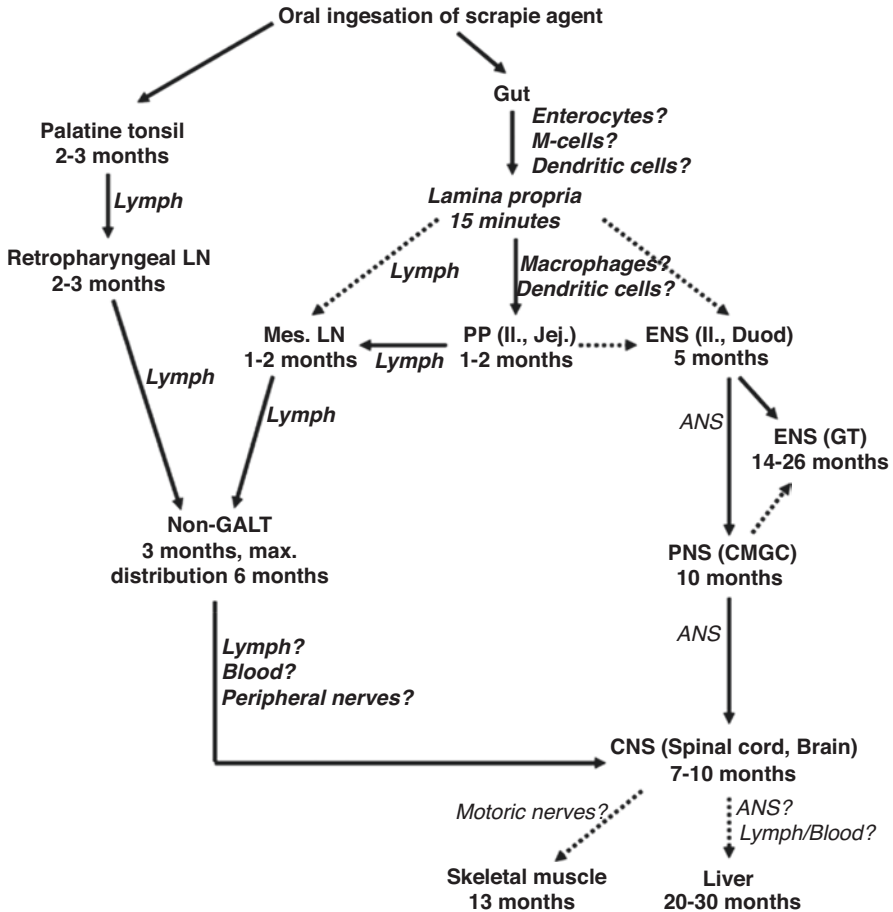 Oral ingesation of scrapie agent
Gut
Enterocytes?
M-cells?
Dendritic cells?
Palatine tonsil
2-3 months
Lymph
Lamina propria
15 minutes
Retropharyngeal LN
2-3 months
Lymph
Macrophages?
Dendritic cells?
Mes. LN
1-2 months
Lymph
PP (Il., Jej.)
1-2 months
ENS (Il., Duod)
5 months
Lymph
Lymph
ANS
ENS (GT)
14-26 months
Non-GALT
3 months, max.
distribution 6 months
PNS (CMGC)
10 months
ANS
Lymph?
Blood?
Peripheral nerves?
CNS (Spinal cord, Brain)
7-10 months
Motoric nerves?
ANS?
Lymph/Blood?
Skeletal muscle
13 months
Liver
20-30 months